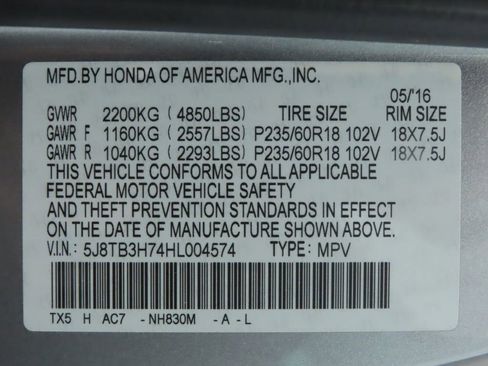 MFD.BY HONDA OF AMERICA MFG.,INC.
05/'16
GVWR 2200KG (4850LBS) TIRE SIZE RIM SIZE
GAWR F 1160KG (2557LBS) P235/60R18 102V 18X7.5J
GAWR R 1040KG (2293LBS) P235/60R18 102V 18X7.5J
THIS VEHICLE CONFORMS TO ALL APPLICABLE
FEDERAL MOTOR VEHICLE SAFETY
AND THEFT PREVENTION STANDARDS IN EFFECT
ON THE DATE OF MANUFACTURE SHOWN ABOVE.
V.I.N.: 5J8TB3H74HL004574 TYPE: MPV
TX5 H AC7 -NH830M -A-L